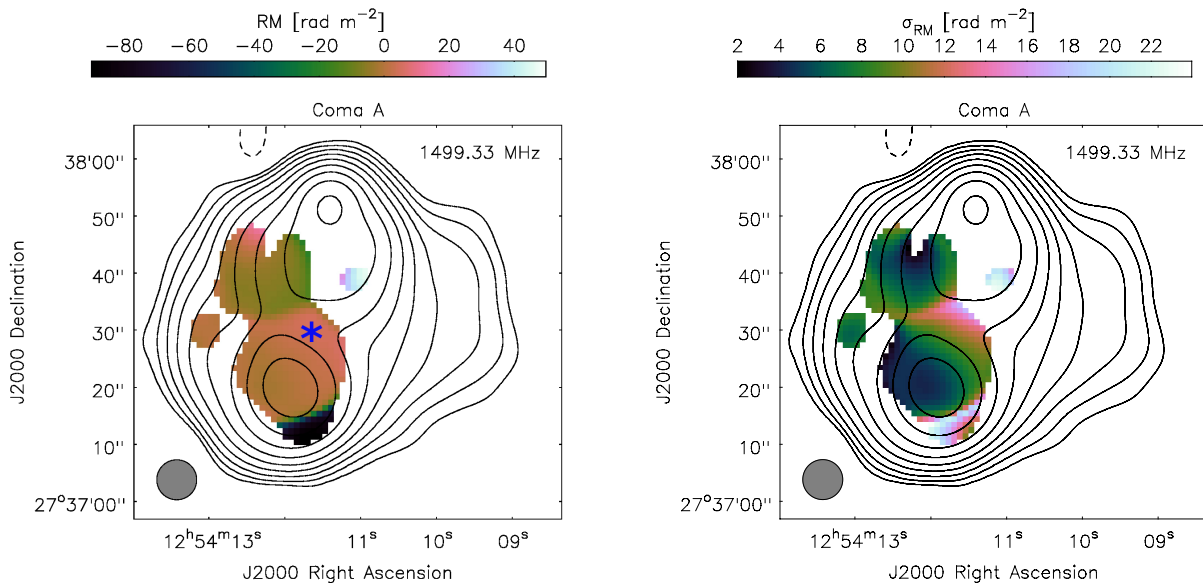 RM [rad m⁻²]
−80 −60 −40 −20 0 20 40
Coma A
1499.33 MHz
38'00"
50"
40"
30"
20"
10"
27°37'00"
J2000 Declination
12ʰ54ᵐ13ˢ 11ˢ 10ˢ 09ˢ
J2000 Right Ascension
σ_RM [rad m⁻²]
2 4 6 8 10 12 14 16 18 20 22
Coma A
1499.33 MHz
38'00"
50"
40"
30"
20"
10"
27°37'00"
J2000 Declination
12ʰ54ᵐ13ˢ 11ˢ 10ˢ 09ˢ
J2000 Right Ascension